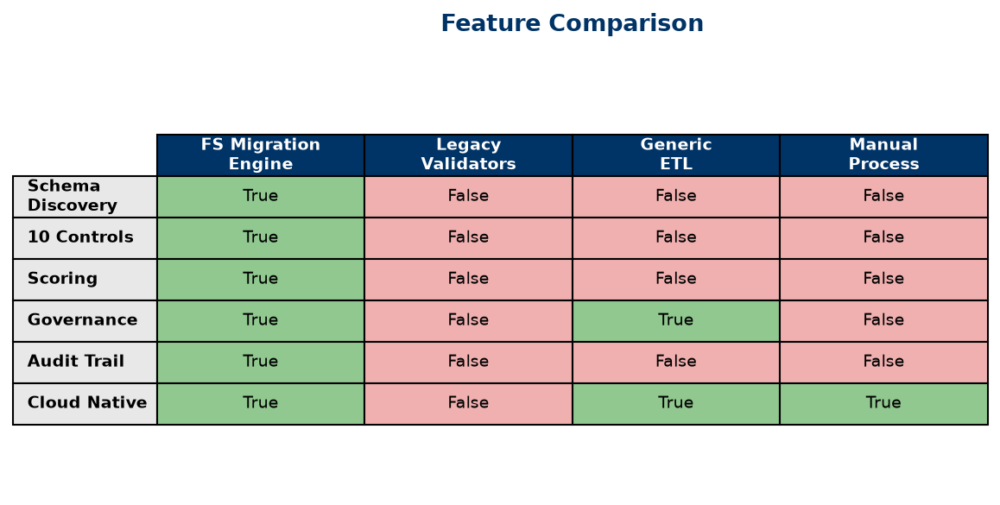 Feature Comparison
FS Migration Engine Legacy Validators Generic ETL Manual Process
Schema Discovery True False False False
10 Controls True False False False
Scoring True False False False
Governance True False True False
Audit Trail True False False False
Cloud Native True False True True